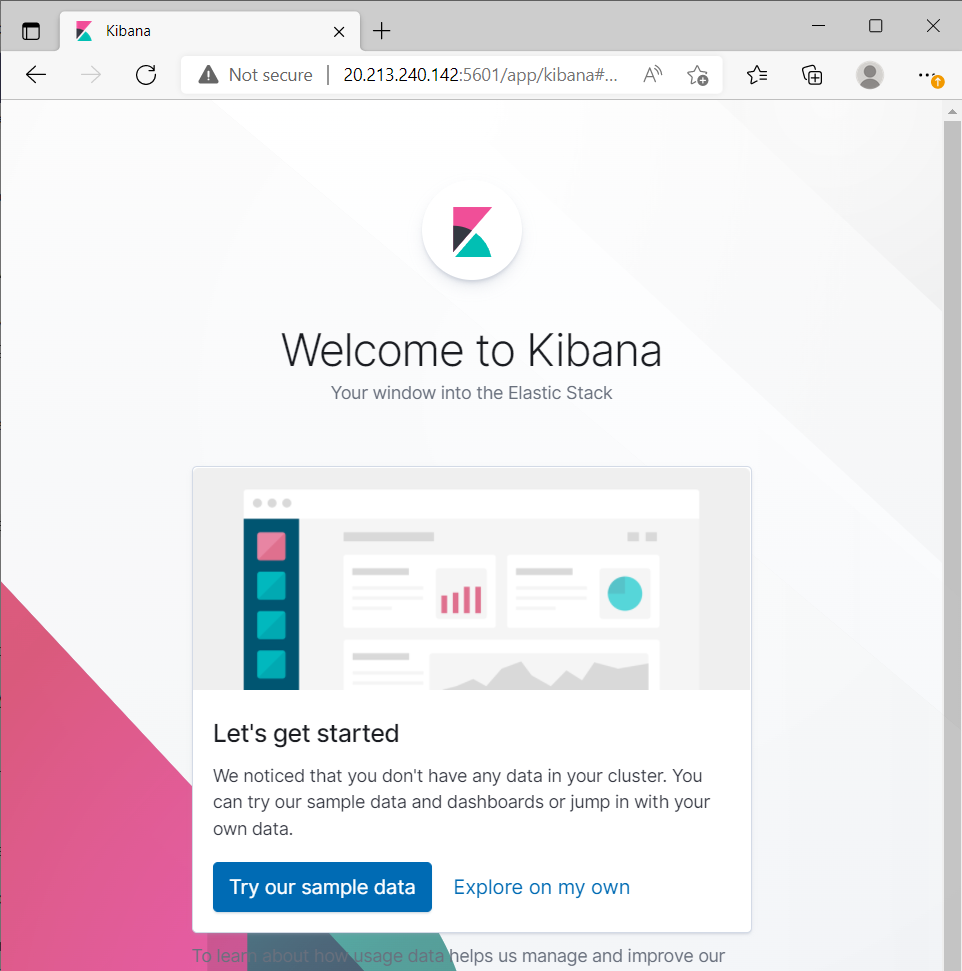 Kibana
Not secure | 20.213.240.142:5601/app/kibana#...
Welcome to Kibana
Your window into the Elastic Stack
Let's get started
We noticed that you don't have any data in your cluster. You
can try our sample data and dashboards or jump in with your
own data.
Try our sample data Explore on my own
To learn about how usage data helps us manage and improve our